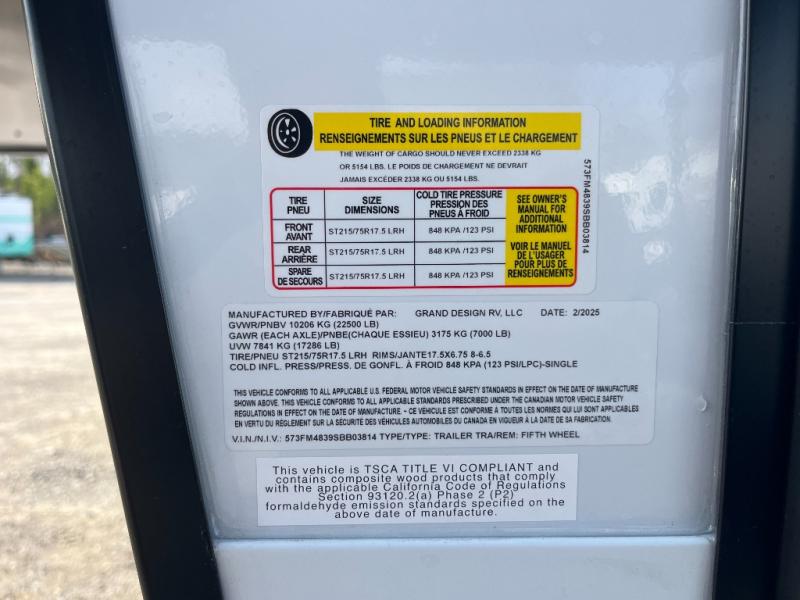 TIRE AND LOADING INFORMATION
RENSEIGNEMENTS SUR LES PNEUS ET LE CHARGEMENT
THE WEIGHT OF CARGO SHOULD NEVER EXCEED 2338 KG
OR 5154 LBS. LE POIDS DE CHARGEMENT NE DEVRAIT
JAMAIS EXCÉDER 2338 KG OU 5154 LBS.
TIRE PNEU
SIZE DIMENSIONS
COLD TIRE PRESSURE PRESSION DES PNEUS À FROID
FRONT AVANT
ST215/75R17.5 LRH
848 KPA /123 PSI
REAR ARRIÈRE
ST215/75R17.5 LRH
848 KPA /123 PSI
SPARE DE SECOURS
ST215/75R17.5 LRH
848 KPA /123 PSI
SEE OWNER'S
MANUAL FOR
ADDITIONAL
INFORMATION
VOIR LE MANUEL
DE L'USAGER
POUR PLUS DE
RENSEIGNEMENTS
573FM4839SBB03814
MANUFACTURED BY/FABRIQUÉ PAR: GRAND DESIGN RV, LLC DATE: 2/2025
GVWR/PNBV 10206 KG (22500 LB)
GAWR (EACH AXLE)/PNBE(CHAQUE ESSIEU) 3175 KG (7000 LB)
UVW 7841 KG (17286 LB)
TIRE/PNEU ST215/75R17.5 LRH RIMS/JANTE17.5X6.75 8-6.5
COLD INFL. PRESS/PRESS. DE GONFL. À FROID 848 KPA (123 PSI/LPC)-SINGLE
THIS VEHICLE CONFORMS TO ALL APPLICABLE U.S. FEDERAL MOTOR VEHICLE SAFETY STANDARDS IN EFFECT ON THE DATE OF MANUFACTURE
SHOWN ABOVE. THIS VEHICLE CONFORMS TO ALL APPLICABLE STANDARDS PRESCRIBED UNDER THE CANADIAN MOTOR VEHICLE SAFETY
REGULATIONS IN EFFECT ON THE DATE OF MANUFACTURE. - CE VÉHICULE EST CONFORME À TOUTES LES NORMES QUI LUI SONT APPLICABLES
EN VERTU DU RÈGLEMENT SUR LA SÉCURITÉ DES VÉHICULES AUTOMOBILES DU CANADA EN VIGUEUR À LA DATE DE SA FABRICATION.
V.I.N./N.I.V.: 573FM4839SBB03814 TYPE/TYPE: TRAILER TRA/REM: FIFTH WHEEL
This vehicle is TSCA TITLE VI COMPLIANT and
contains composite wood products that comply
with the applicable California Code of Regulations
Section 93120.2(a) Phase 2 (P2)
formaldehyde emission standards specified on the
above date of manufacture.